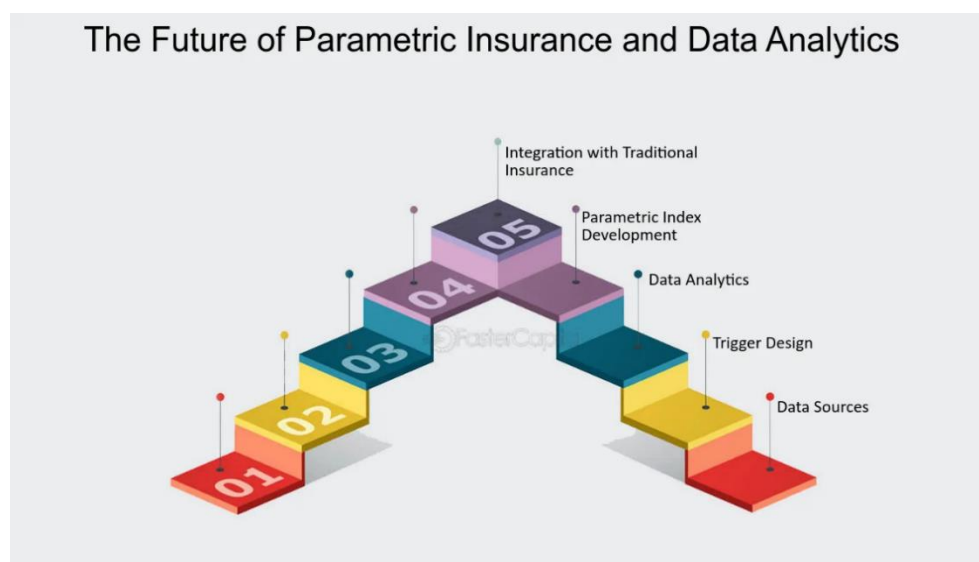 The Future of Parametric Insurance and Data Analytics
Integration with Traditional
Insurance
05
Parametric Index
Development
04
Data Analytics
03
FasterCapital
Trigger Design
02
Data Sources
01